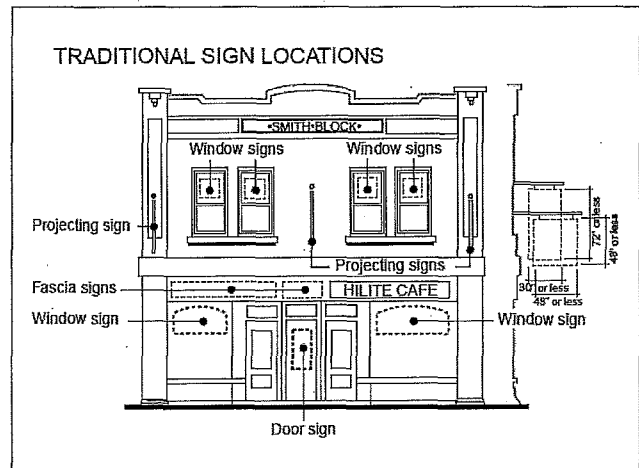 TRADITIONAL SIGN LOCATIONS
•SMITH•BLOCK•
Window signs
Window signs
Projecting sign
Projecting signs
72" or less
48" or less
Fascia signs
HILITE CAFE
30" or less
48" or less
Window sign
Window sign
Door sign